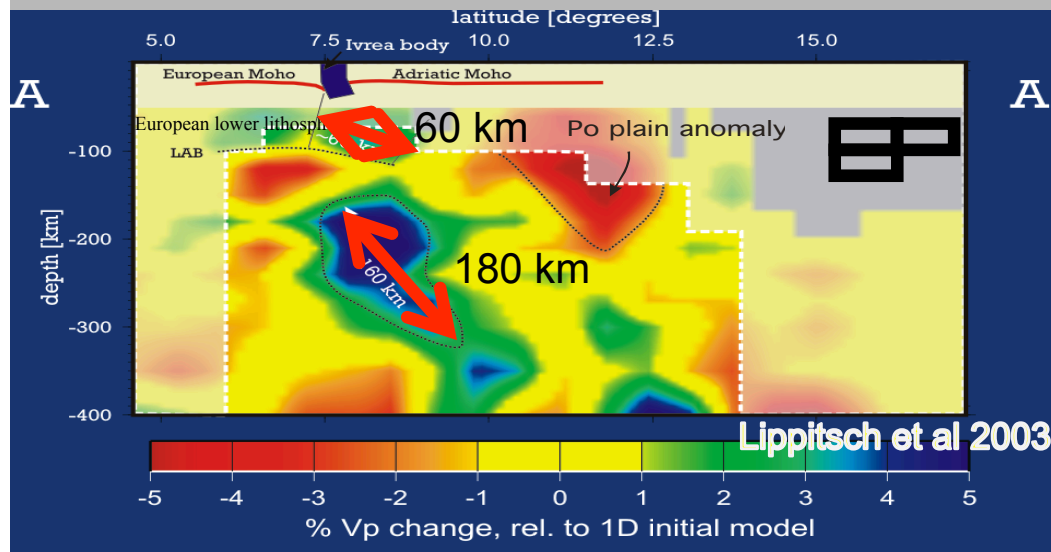 latitude [degrees]
5.0 7.5 10.0 12.5 15.0
Ivrea body
European Moho Adriatic Moho
A A
European lower lithosph
60 km
Po plain anomaly
LAB
-100
-200
-300
-400
depth [km]
180 km
160 km
Lippitsch et al 2003
-5 -4 -3 -2 -1 0 1 2 3 4 5
% Vp change, rel. to 1D initial model